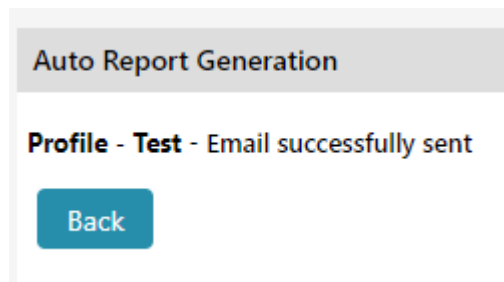 Auto Report Generation
Profile - Test - Email successfully sent
Back